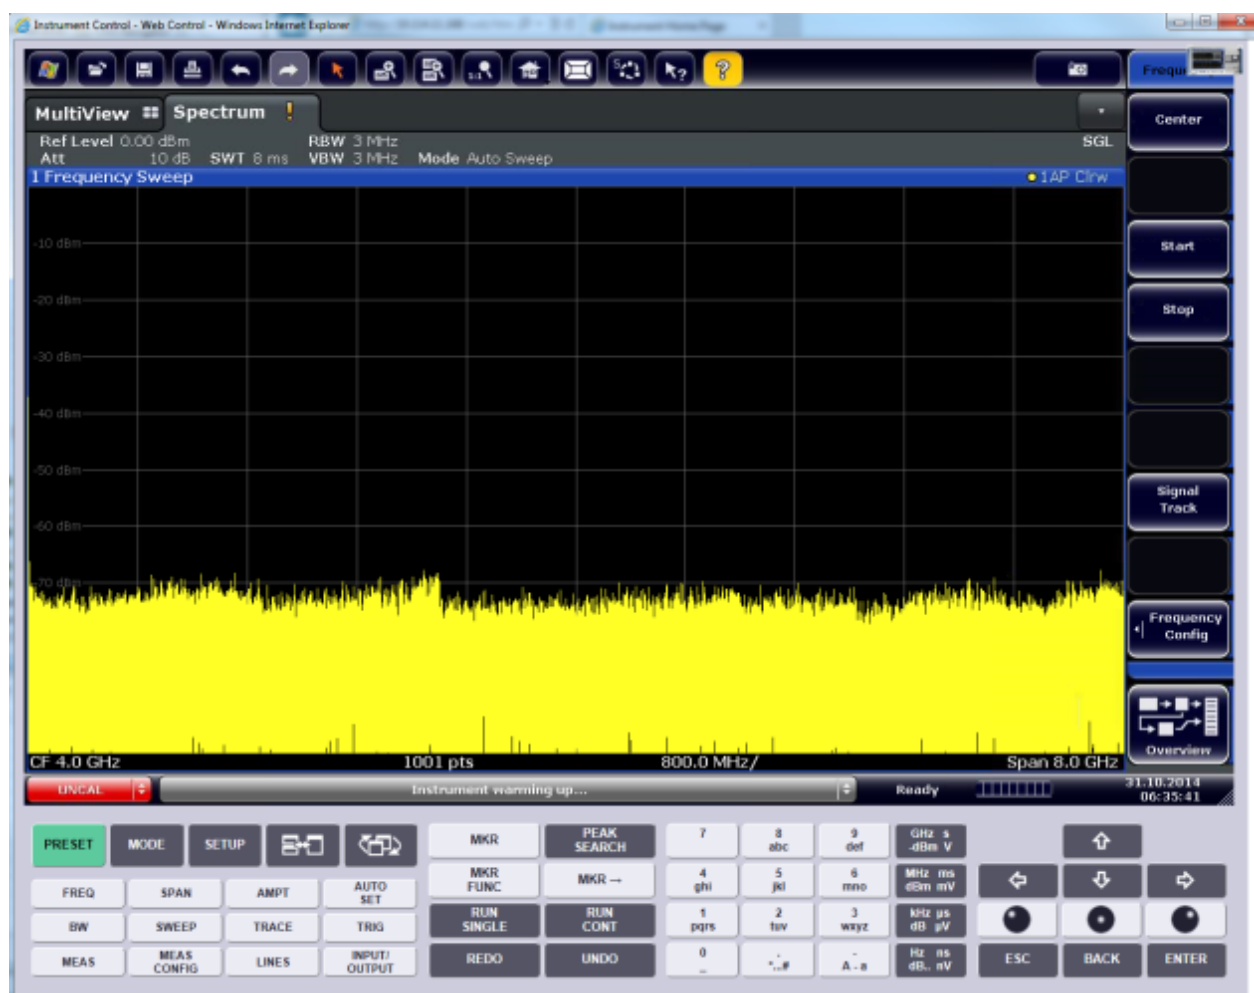 Instrument Control - Web Control - Windows Internet Explorer
MultiView Spectrum !
Ref Level 0.00 dBm RBW 3 MHz SGL
Att 10 dB SWT 8 ms VBW 3 MHz Mode Auto Sweep
1 Frequency Sweep 1AP Clrw
-10 dBm
-20 dBm
-30 dBm
-40 dBm
-50 dBm
-60 dBm
-70 dBm
CF 4.0 GHz 1001 pts 800.0 MHz/ Span 8.0 GHz
UNCAL Instrument warming up... Ready 31.10.2014
06:35:41
Center
Start
Stop
Signal
Track
Frequency
Config
Overview
PRESET MODE SETUP MKR PEAK
SEARCH 7 8
abc 9
def GHz s
-dBm V
FREQ SPAN AMPT AUTO
SET MKR
FUNC MKR → 4
ghi 5
jkl 6
mno MHz ms
dBm mV
BW SWEEP TRACE TRIG RUN
SINGLE RUN
CONT 1
pqrs 2
tuv 3
wxyz kHz µs
dB µV
MEAS MEAS
CONFIG LINES INPUT/
OUTPUT REDO UNDO 0
_ .
*...# -
A - a Hz ns
dB.. nV ESC BACK ENTER